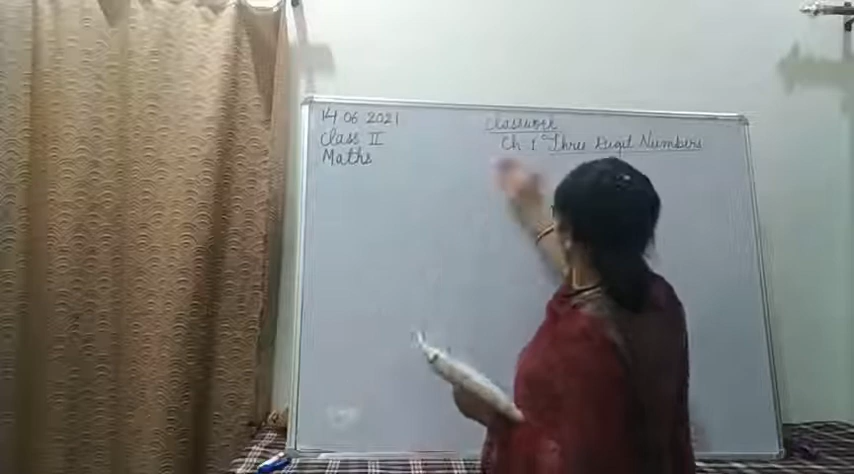 14 06 2021
Class II
Maths
Classwork
Ch 1 Three Digit Numbers